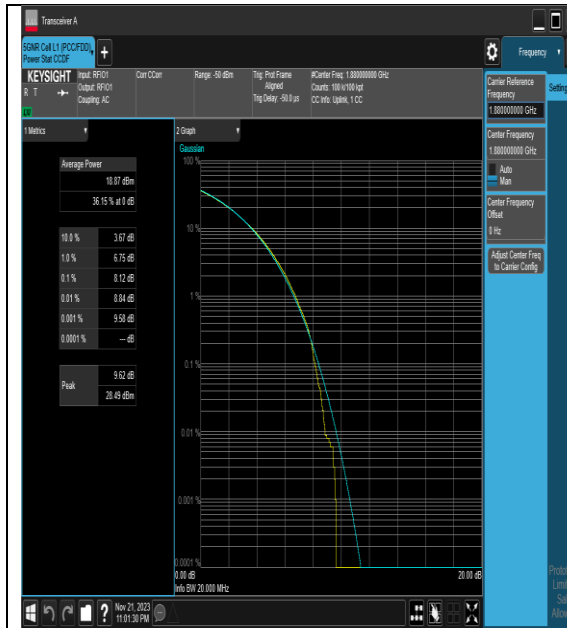 Transceiver A
5GNR Cell L1 (PCC/FDD),
Power Stat CCDF
Frequency
KEYSIGHT
R T
Input: RFIO1
Output: RFIO1
Coupling: AC
Corr CCorr
Range: -50 dBm
Trig: Prot Frame
Aligned
Trig Delay: -50.0 µs
#Center Freq: 1.880000000 GHz
Counts: 100 k/100 kpt
CC Info: Uplink, 1 CC
Carrier Reference
Frequency
1.880000000 GHz
Setting
1 Metrics
2 Graph
Center Frequency
1.880000000 GHz
Auto
Man
Center Frequency
Offset
0 Hz
Adjust Center Freq
to Carrier Config
Average Power
18.87 dBm
36.15 % at 0 dB
10.0 % 3.67 dB
1.0 % 6.75 dB
0.1 % 8.12 dB
0.01 % 8.84 dB
0.001 % 9.58 dB
0.0001 % --- dB
Peak
9.62 dB
28.49 dBm
Gaussian
100 %
10 %
1 %
0.1 %
0.01 %
0.001 %
0.0001 %
0.00 dB
20.00 dB
Info BW 20.000 MHz
Nov 21, 2023
11:01:30 PM